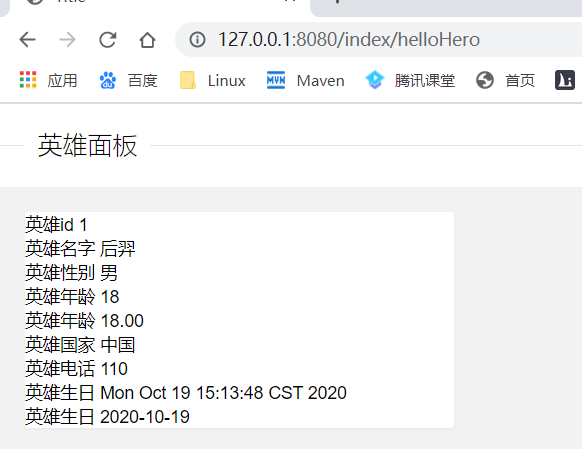 127.0.0.1:8080/index/helloHero
应用 百度 Linux Maven 腾讯课堂 首页
英雄面板
英雄id 1
英雄名字 后羿
英雄性别 男
英雄年龄 18
英雄年龄 18.00
英雄国家 中国
英雄电话 110
英雄生日 Mon Oct 19 15:13:48 CST 2020
英雄生日 2020-10-19